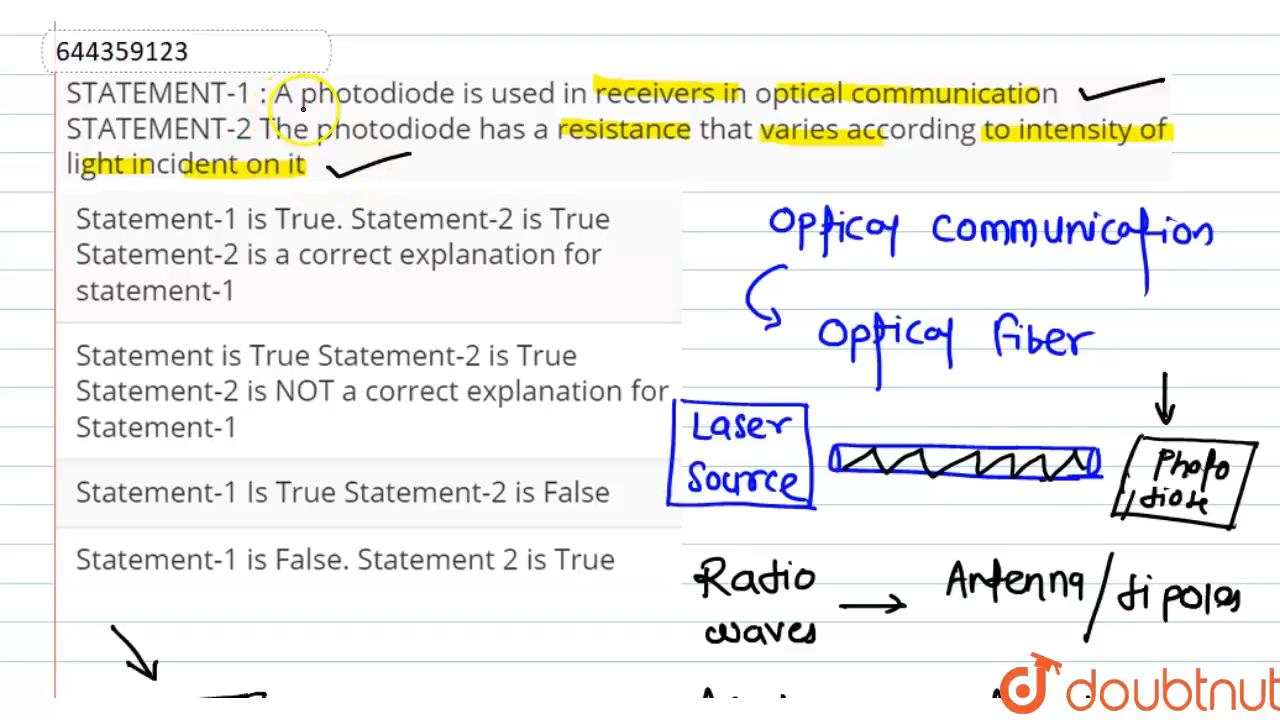 644359123
STATEMENT-1 : A photodiode is used in receivers in optical communication
STATEMENT-2 The photodiode has a resistance that varies according to intensity of
light incident on it
Statement-1 is True. Statement-2 is True
Statement-2 is a correct explanation for
statement-1
Statement is True Statement-2 is True
Statement-2 is NOT a correct explanation for
Statement-1
Statement-1 Is True Statement-2 is False
Statement-1 is False. Statement 2 is True
Optical communication
Optical fiber
Laser
Source
Photo
diode
Radio
waves
Antenna/dipoles
doubtnut